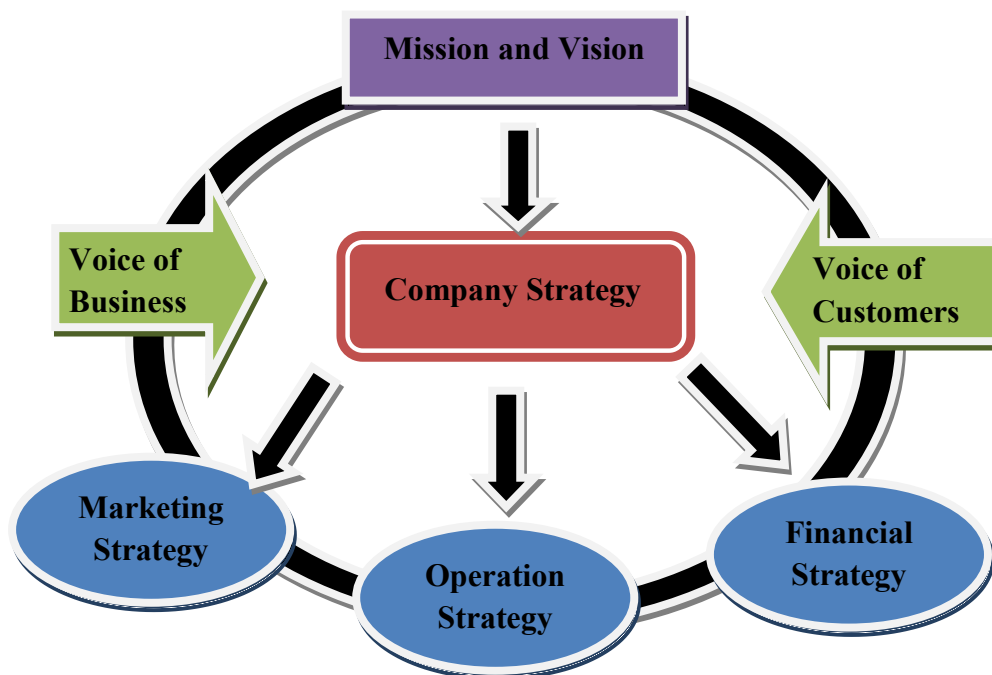 Mission and Vision
Voice of
Business
Company Strategy
Voice of
Customers
Marketing
Strategy
Operation
Strategy
Financial
Strategy